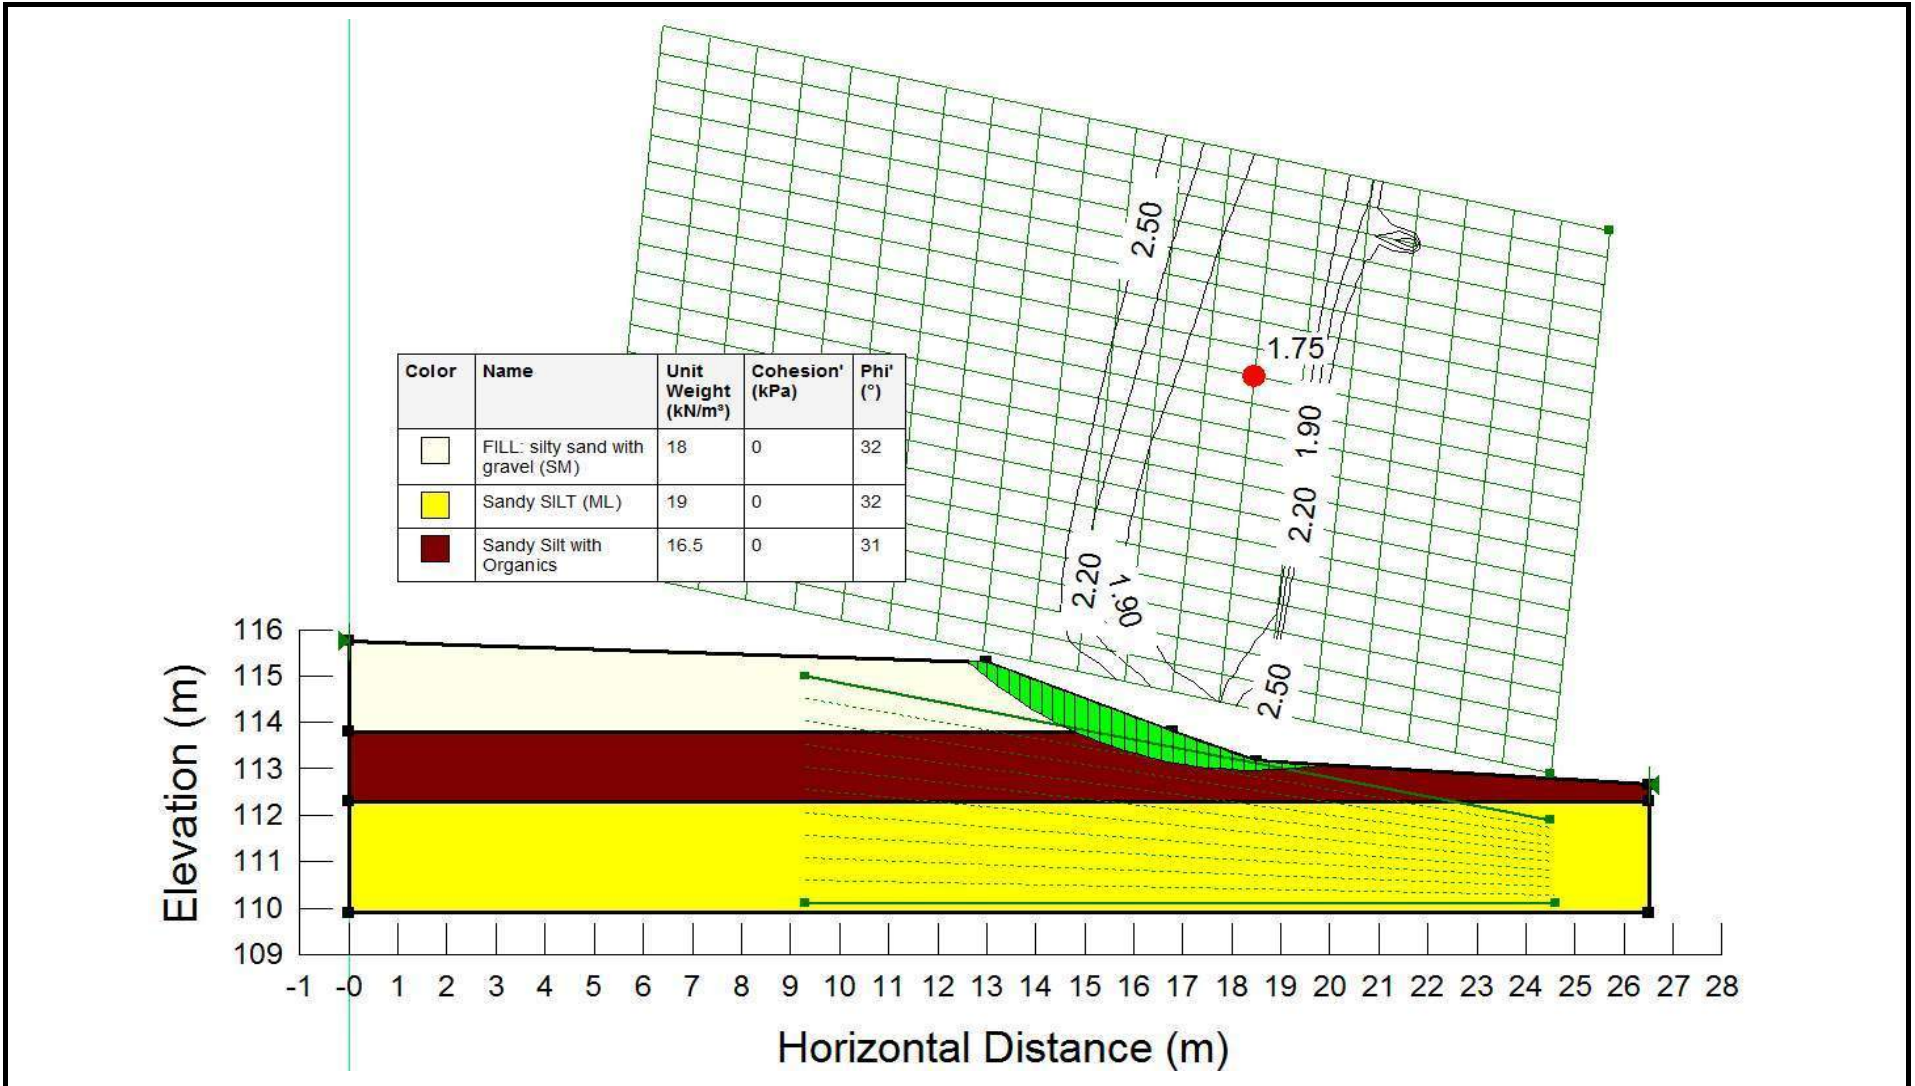 2.50
1.75
1.90
2.20
2.20
1.90
2.50
Color Name Unit Weight (kN/m³) Cohesion' (kPa) Phi' (°)
FILL: silty sand with gravel (SM) 18 0 32
Sandy SILT (ML) 19 0 32
Sandy Silt with Organics 16.5 0 31
116
115
114
113
112
111
110
109
Elevation (m)
-1 -0 1 2 3 4 5 6 7 8 9 10 11 12 13 14 15 16 17 18 19 20 21 22 23 24 25 26 27 28
Horizontal Distance (m)